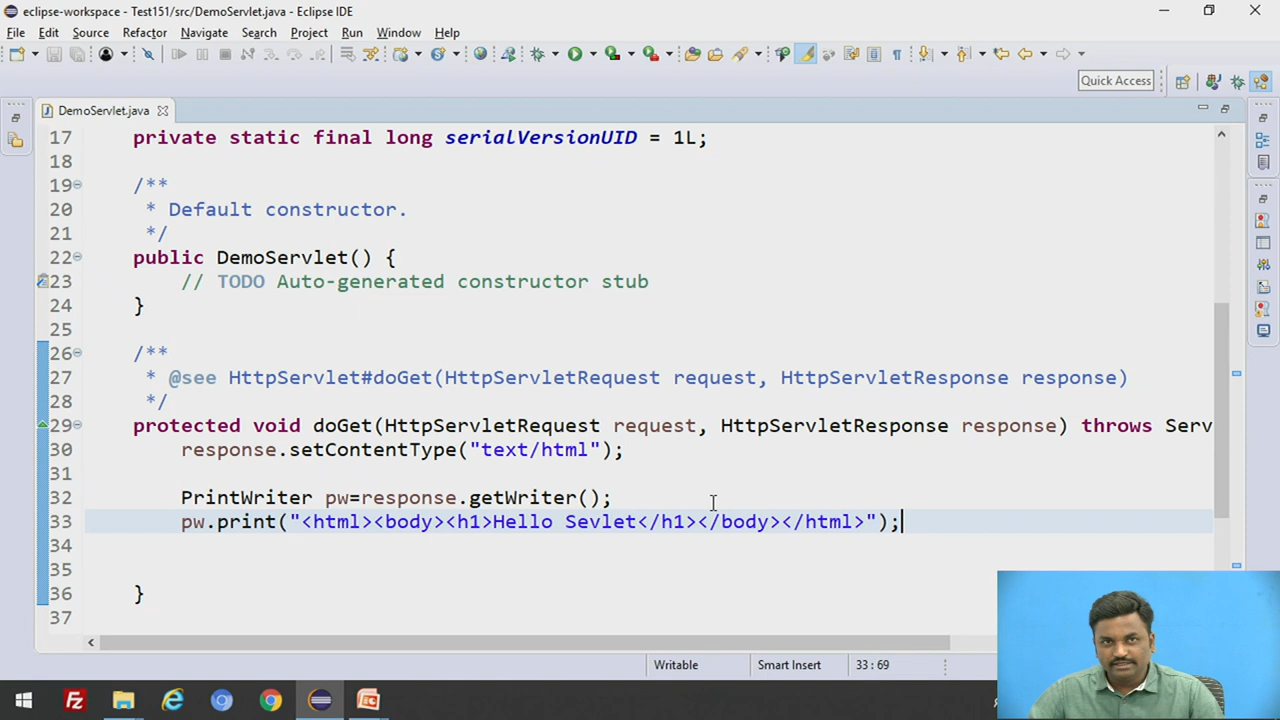 eclipse-workspace - Test151/src/DemoServlet.java - Eclipse IDE
File Edit Source Refactor Navigate Search Project Run Window Help
Quick Access
DemoServlet.java
17 private static final long serialVersionUID = 1L;
18
19 /**
20 * Default constructor.
21 */
22 public DemoServlet() {
23 // TODO Auto-generated constructor stub
24 }
25
26 /**
27 * @see HttpServlet#doGet(HttpServletRequest request, HttpServletResponse response)
28 */
29 protected void doGet(HttpServletRequest request, HttpServletResponse response) throws Serv
30 response.setContentType("text/html");
31
32 PrintWriter pw=response.getWriter();
33 pw.print("<html><body><h1>Hello Sevlet</h1></body></html>");
34
35
36 }
37
Writable Smart Insert 33 : 69